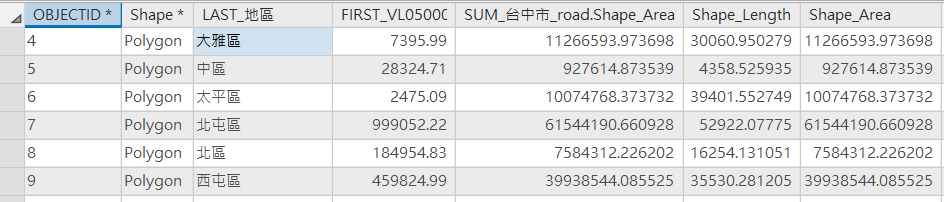 OBJECTID * Shape * LAST_地區 FIRST_VL05000 SUM_台中市_road.Shape_Area Shape_Length Shape_Area
4 Polygon 大雅區 7395.99 11266593.973698 30060.950279 11266593.973698
5 Polygon 中區 28324.71 927614.873539 4358.525935 927614.873539
6 Polygon 太平區 2475.09 10074768.373732 39401.552749 10074768.373732
7 Polygon 北屯區 999052.22 61544190.660928 52922.07775 61544190.660928
8 Polygon 北區 184954.83 7584312.226202 16254.131051 7584312.226202
9 Polygon 西屯區 459824.99 39938544.085525 35530.281205 39938544.085525